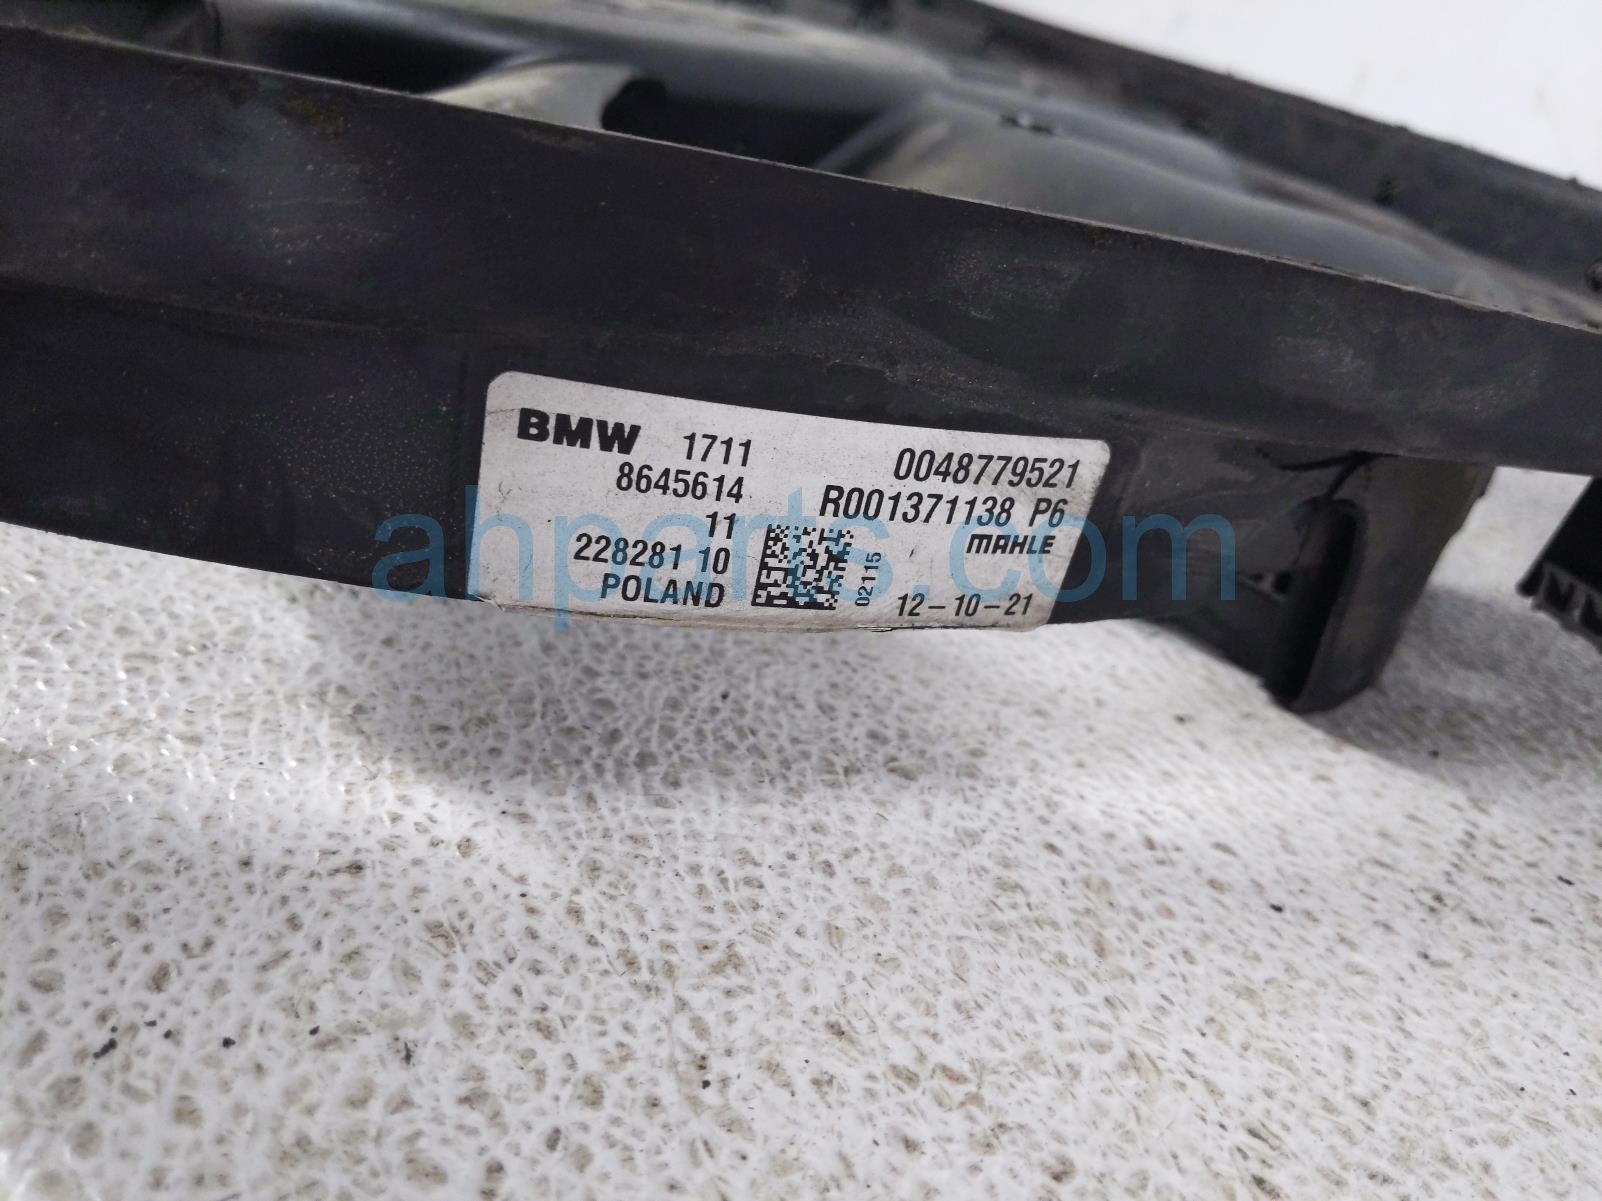 BMW 1711 0048779521
8645614 R001371138 P6
11 MAHLE
228281 10 02115
POLAND 12-10-21
ahparts.com